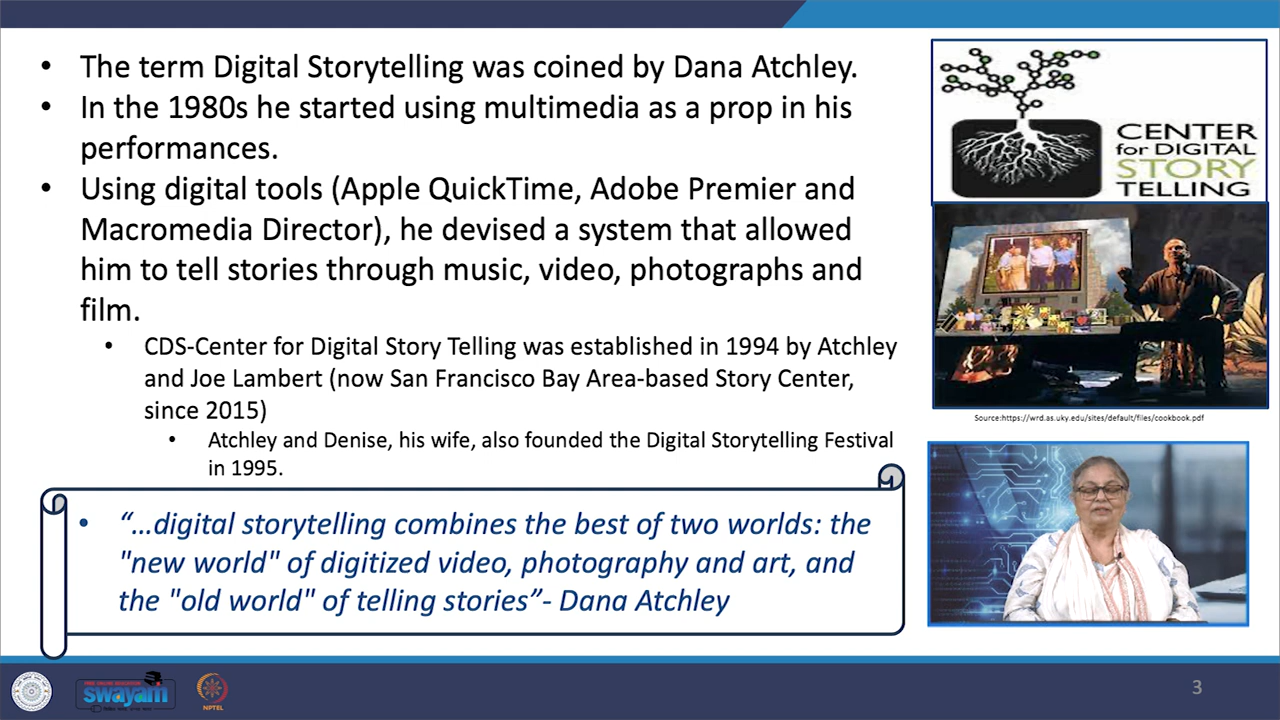 • The term Digital Storytelling was coined by Dana Atchley.
• In the 1980s he started using multimedia as a prop in his
performances.
• Using digital tools (Apple QuickTime, Adobe Premier and
Macromedia Director), he devised a system that allowed
him to tell stories through music, video, photographs and
film.
• CDS-Center for Digital Story Telling was established in 1994 by Atchley
and Joe Lambert (now San Francisco Bay Area-based Story Center,
since 2015)
• Atchley and Denise, his wife, also founded the Digital Storytelling Festival
in 1995.
• “…digital storytelling combines the best of two worlds: the
"new world" of digitized video, photography and art, and
the "old world" of telling stories”- Dana Atchley
CENTER
for DIGITAL
STORY
TELLING
Source:https://wrd.as.uky.edu/sites/default/files/cookbook.pdf
swayam
NPTEL
3